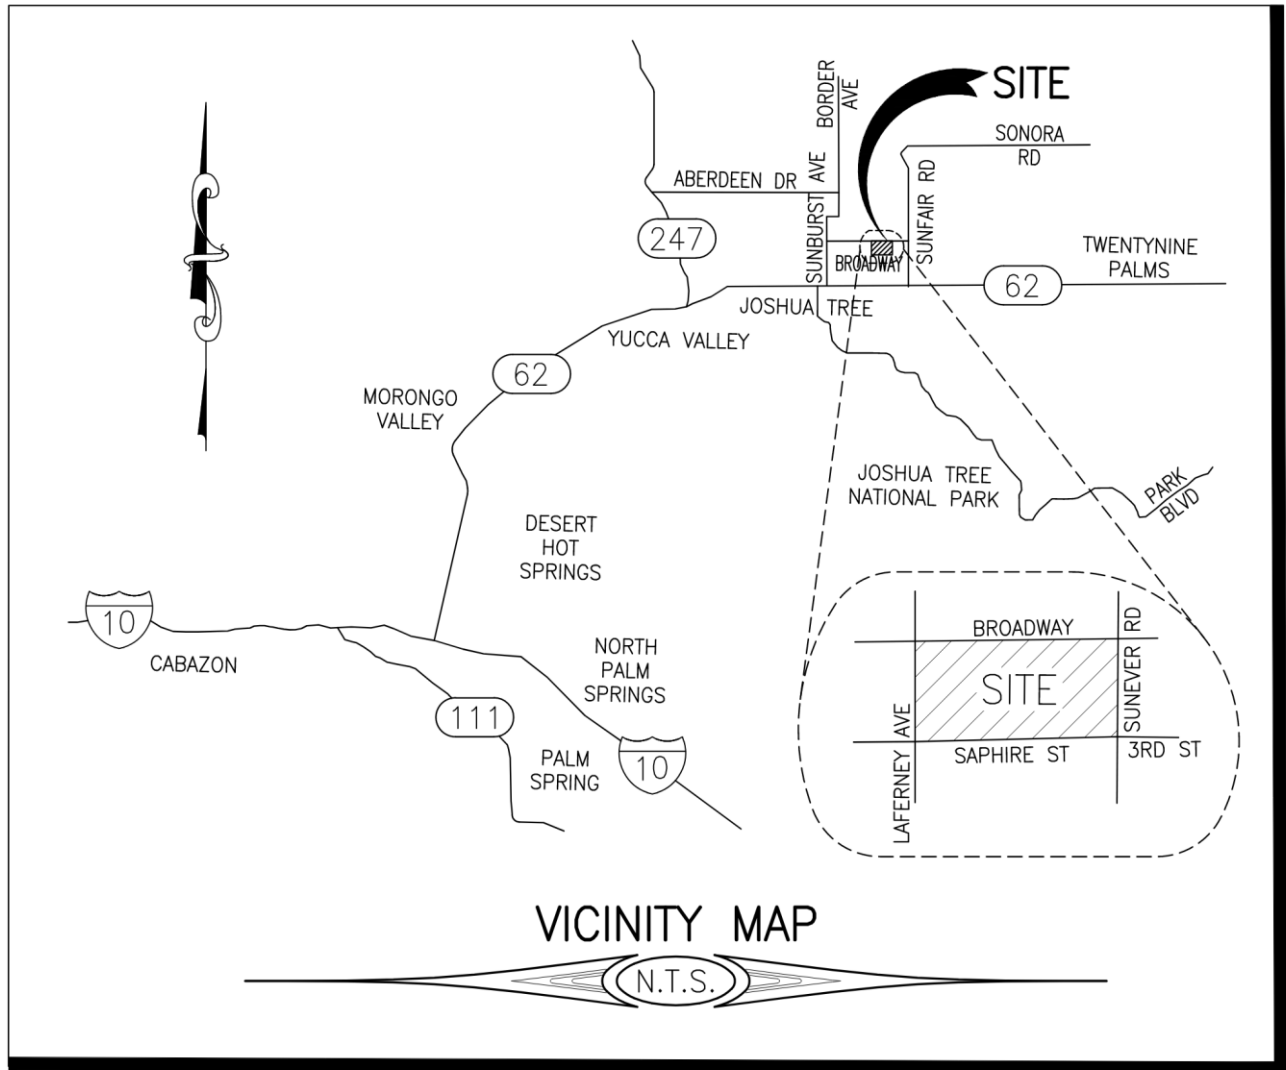 SITE
BORDER
AVE
SONORA
RD
ABERDEEN DR
SUNBURST AVE
SUNFAIR RD
247
BROADWAY
TWENTYNINE
PALMS
62
JOSHUA TREE
YUCCA VALLEY
62
MORONGO
VALLEY
JOSHUA TREE
NATIONAL PARK
PARK
BLVD
DESERT
HOT
SPRINGS
10
CABAZON
NORTH
PALM
SPRINGS
111
PALM
SPRING
10
BROADWAY
SITE
SUNEVER RD
LAFERNEY AVE
SAPHIRE ST
3RD ST
VICINITY MAP
N.T.S.